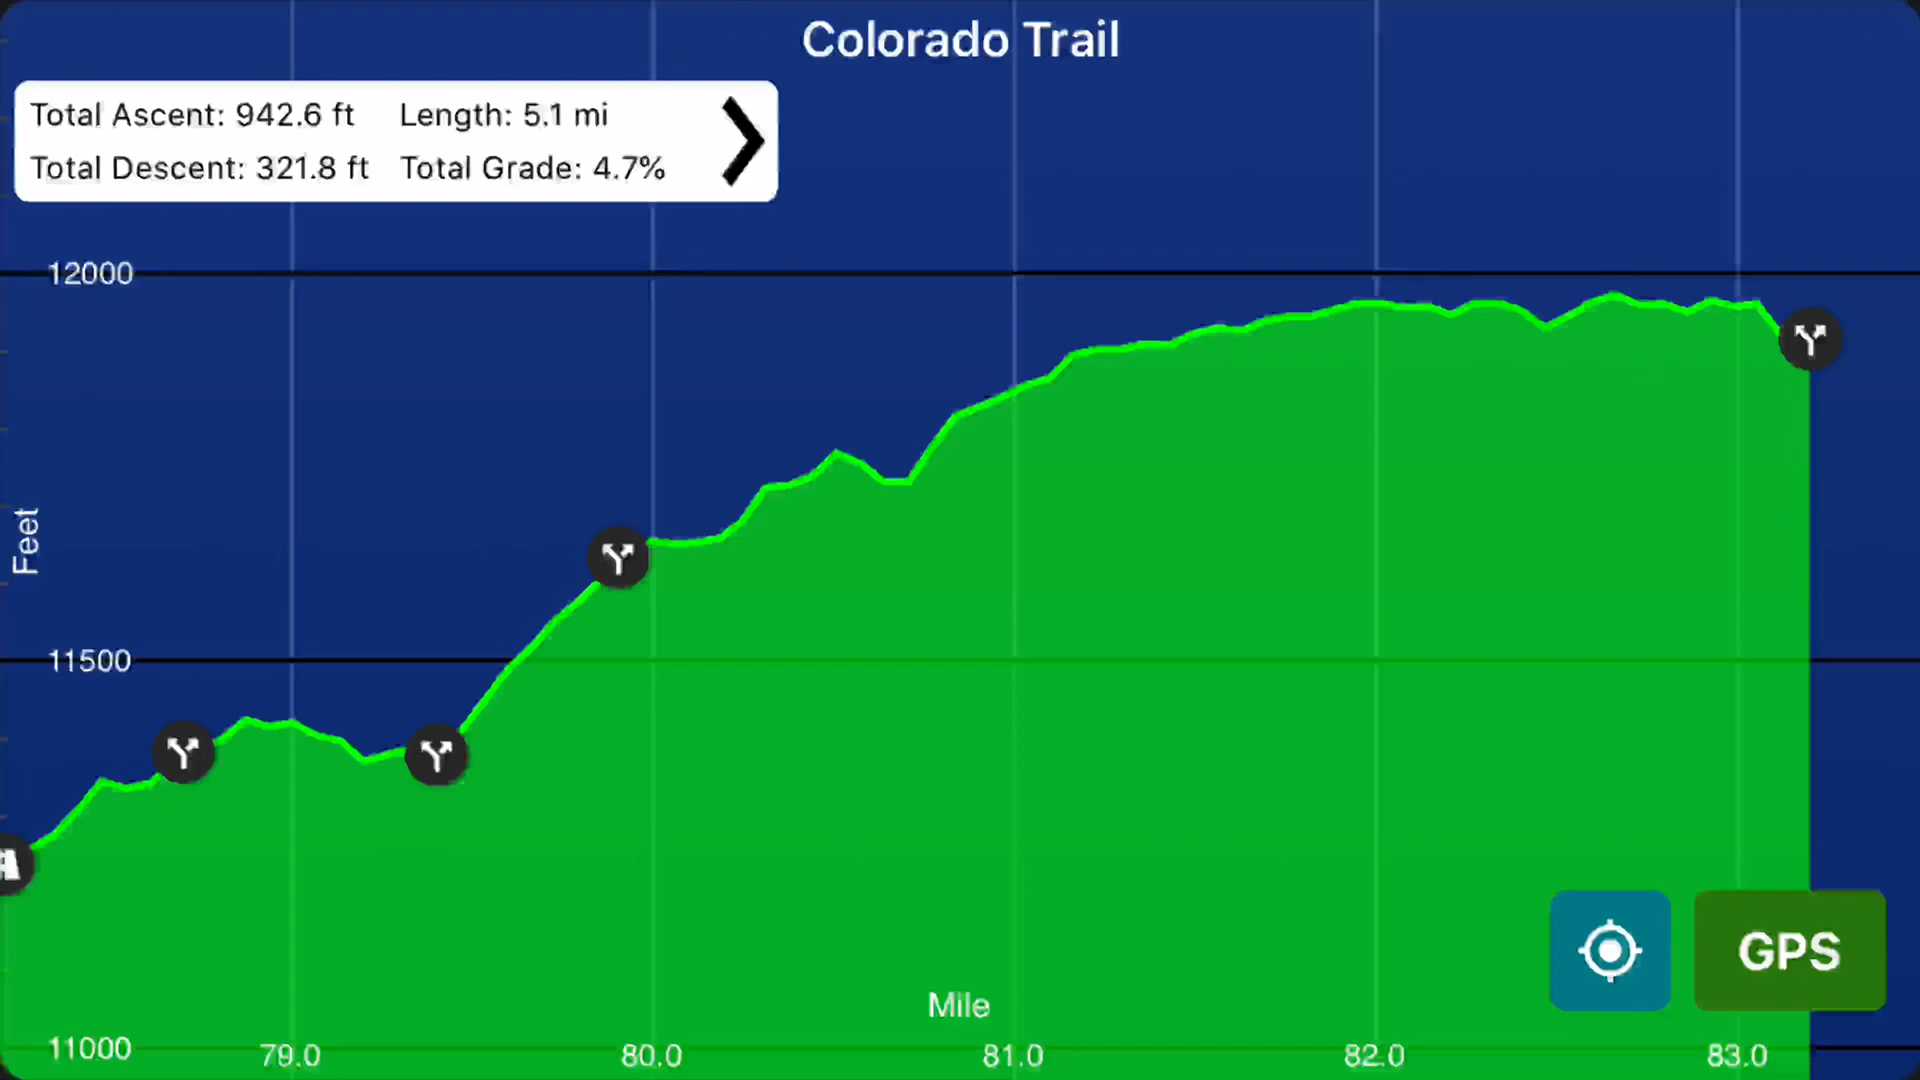 Colorado Trail
Total Ascent: 942.6 ft Length: 5.1 mi
Total Descent: 321.8 ft Total Grade: 4.7%
12000
Feet
11500
GPS
Mile
11000 79.0 80.0 81.0 82.0 83.0